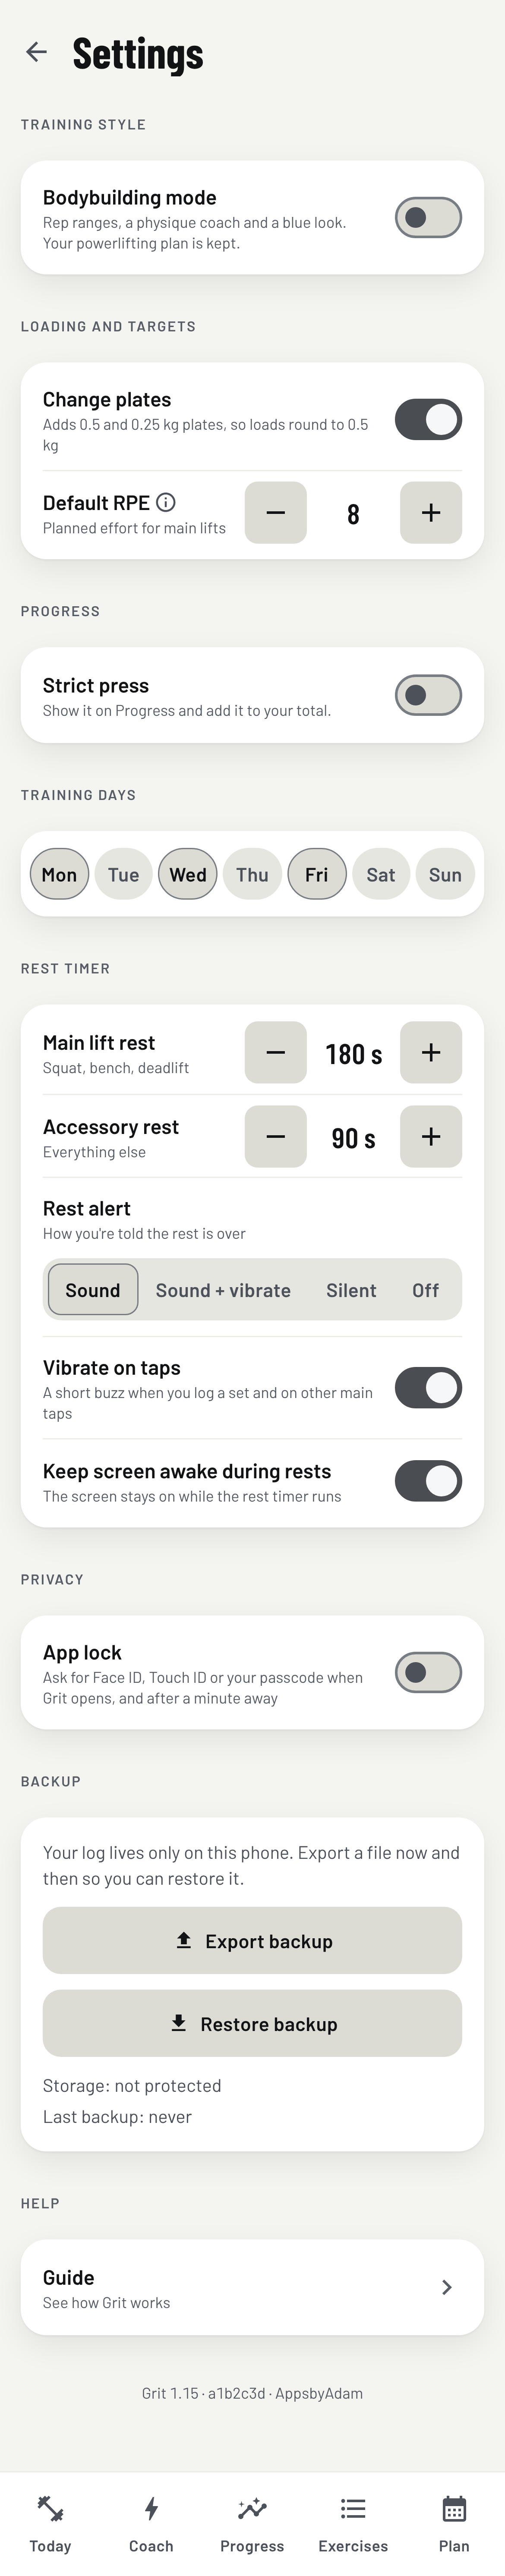 Settings
TRAINING STYLE
Bodybuilding mode
Rep ranges, a physique coach and a blue look.
Your powerlifting plan is kept.
LOADING AND TARGETS
Change plates
Adds 0.5 and 0.25 kg plates, so loads round to 0.5
kg
Default RPE
Planned effort for main lifts
− 8 +
PROGRESS
Strict press
Show it on Progress and add it to your total.
TRAINING DAYS
Mon Tue Wed Thu Fri Sat Sun
REST TIMER
Main lift rest
Squat, bench, deadlift
− 180 s +
Accessory rest
Everything else
− 90 s +
Rest alert
How you're told the rest is over
Sound Sound + vibrate Silent Off
Vibrate on taps
A short buzz when you log a set and on other main
taps
Keep screen awake during rests
The screen stays on while the rest timer runs
PRIVACY
App lock
Ask for Face ID, Touch ID or your passcode when
Grit opens, and after a minute away
BACKUP
Your log lives only on this phone. Export a file now and
then so you can restore it.
Export backup
Restore backup
Storage: not protected
Last backup: never
HELP
Guide
See how Grit works
Grit 1.15 · a1b2c3d · AppsbyAdam
Today Coach Progress Exercises Plan